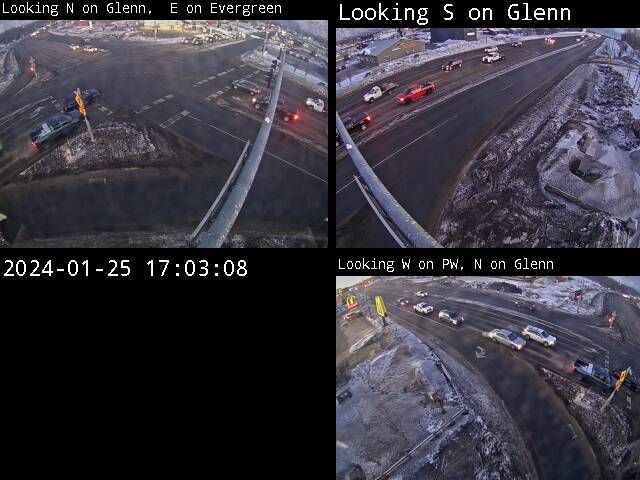 Looking N on Glenn,  E on Evergreen
Looking S on Glenn
2024-01-25 17:03:08
Looking W on PW, N on Glenn